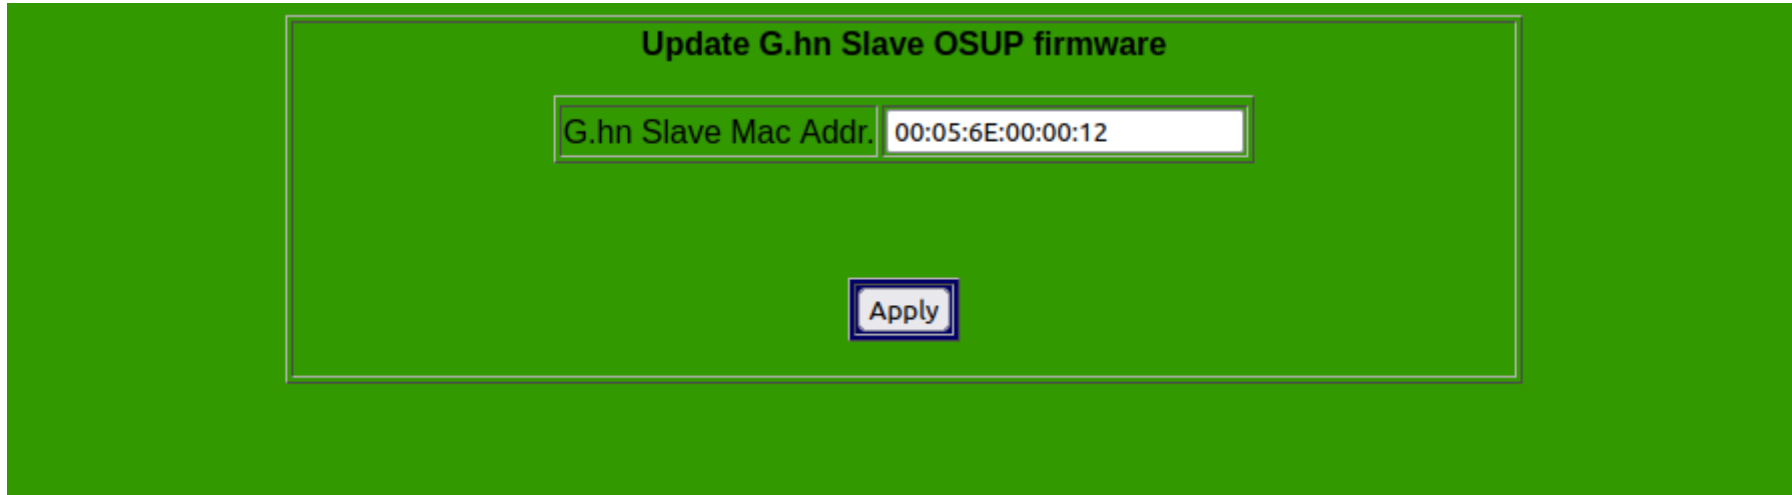 Update G.hn Slave OSUP firmware
G.hn Slave Mac Addr. 00:05:6E:00:00:12
Apply